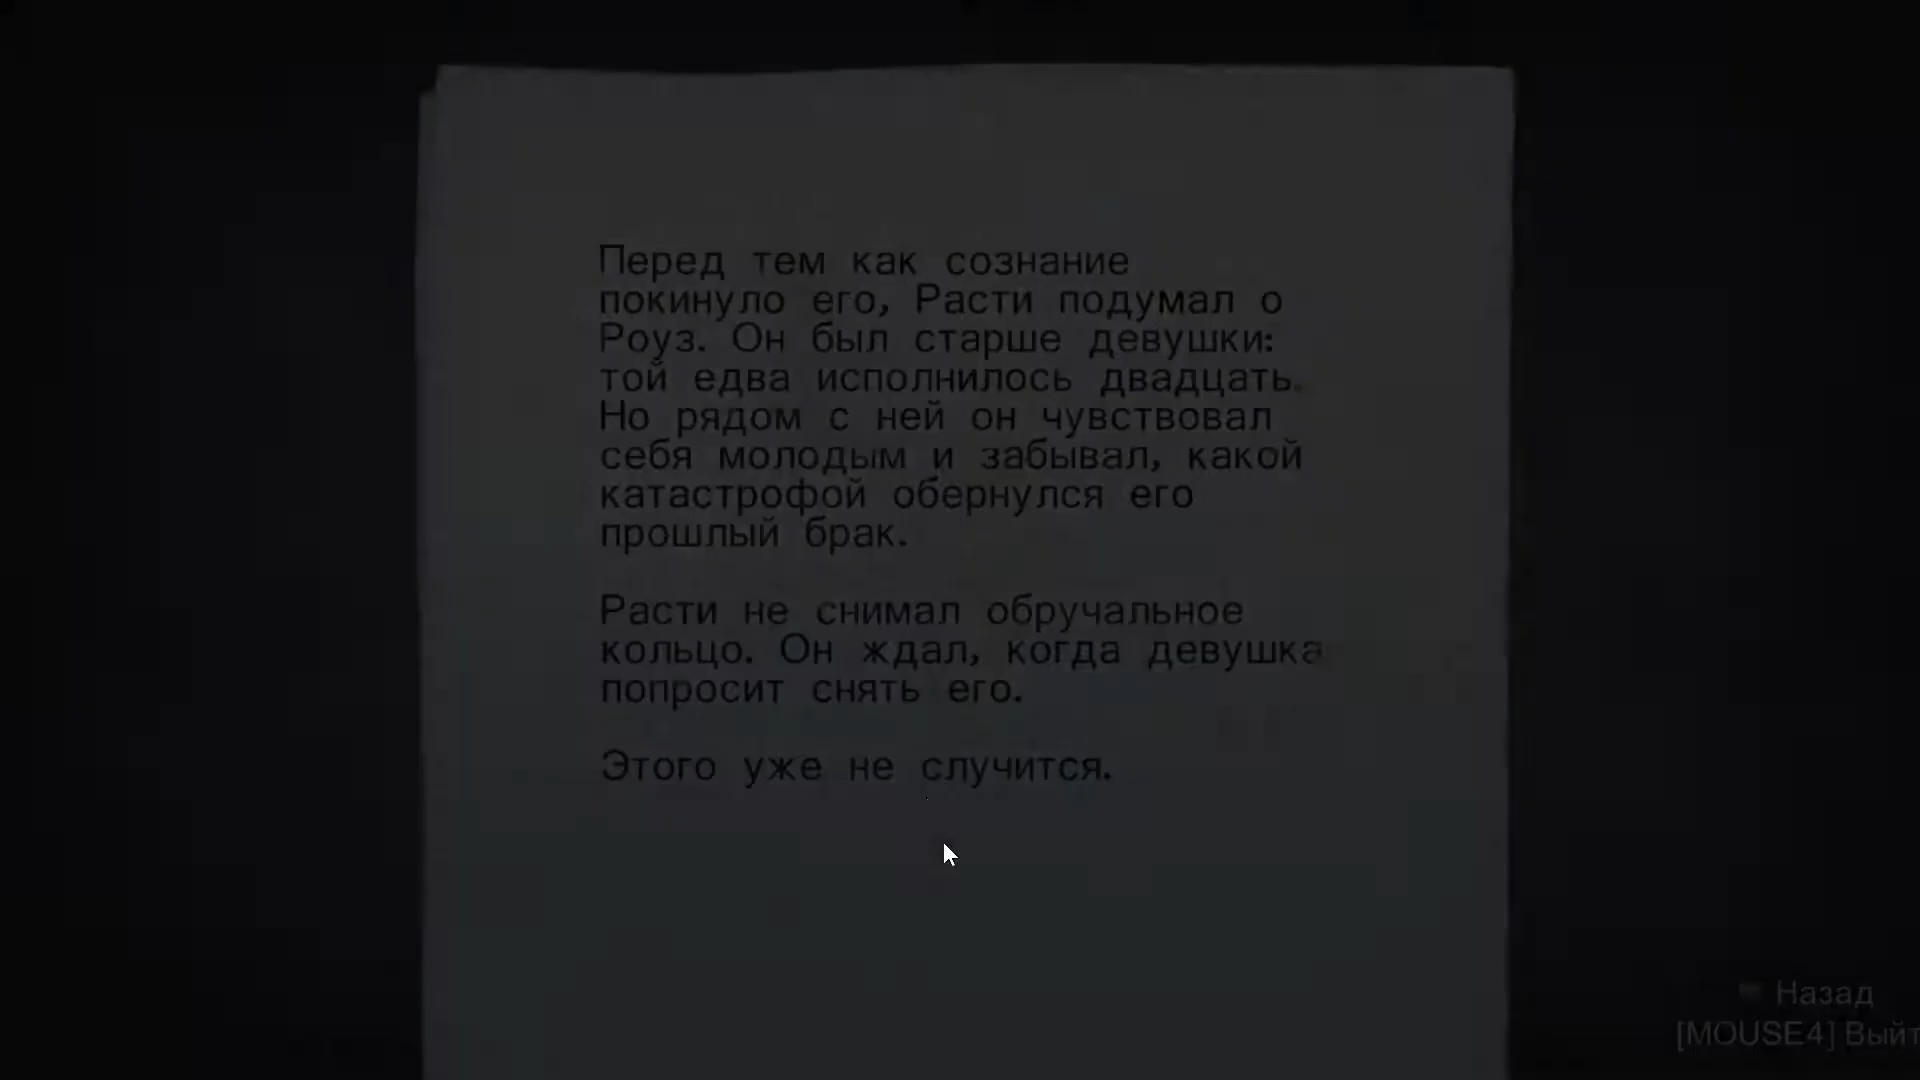 Перед тем как сознание
покинуло его, Расти подумал о
Роуз. Он был старше девушки:
той едва исполнилось двадцать.
Но рядом с ней он чувствовал
себя молодым и забывал, какой
катастрофой обернулся его
прошлый брак.
Расти не снимал обручальное
кольцо. Он ждал, когда девушка
попросит снять его.
Этого уже не случится.
Назад
[MOUSE4] Выйт